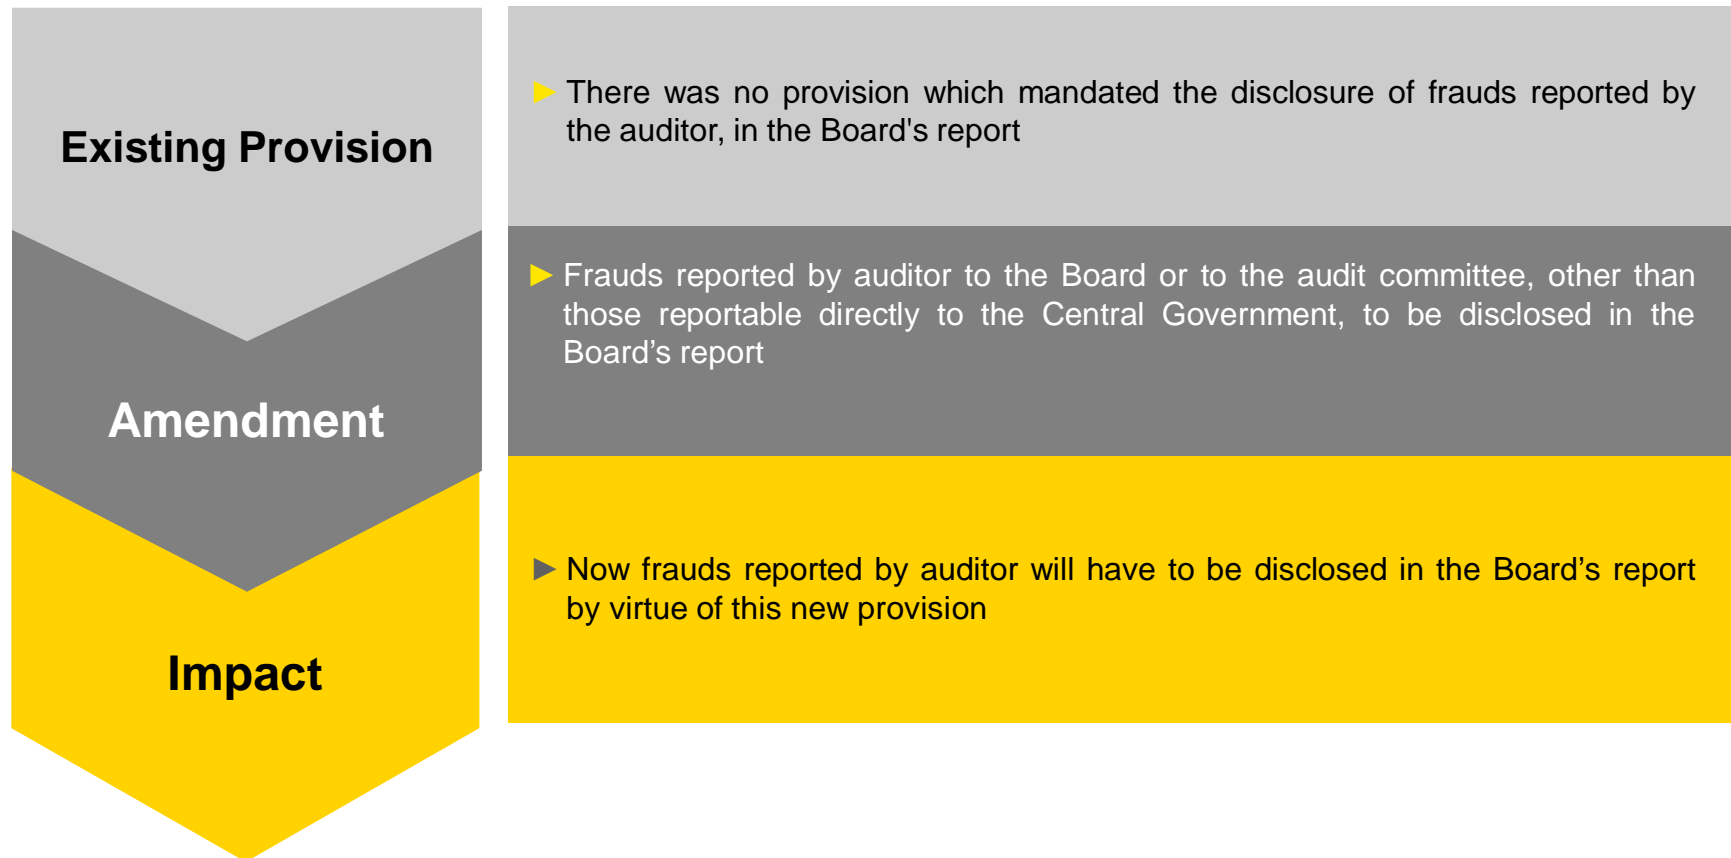 Existing Provision
► There was no provision which mandated the disclosure of frauds reported by
the auditor, in the Board's report
Amendment
► Frauds reported by auditor to the Board or to the audit committee, other than
those reportable directly to the Central Government, to be disclosed in the
Board’s report
Impact
► Now frauds reported by auditor will have to be disclosed in the Board’s report
by virtue of this new provision